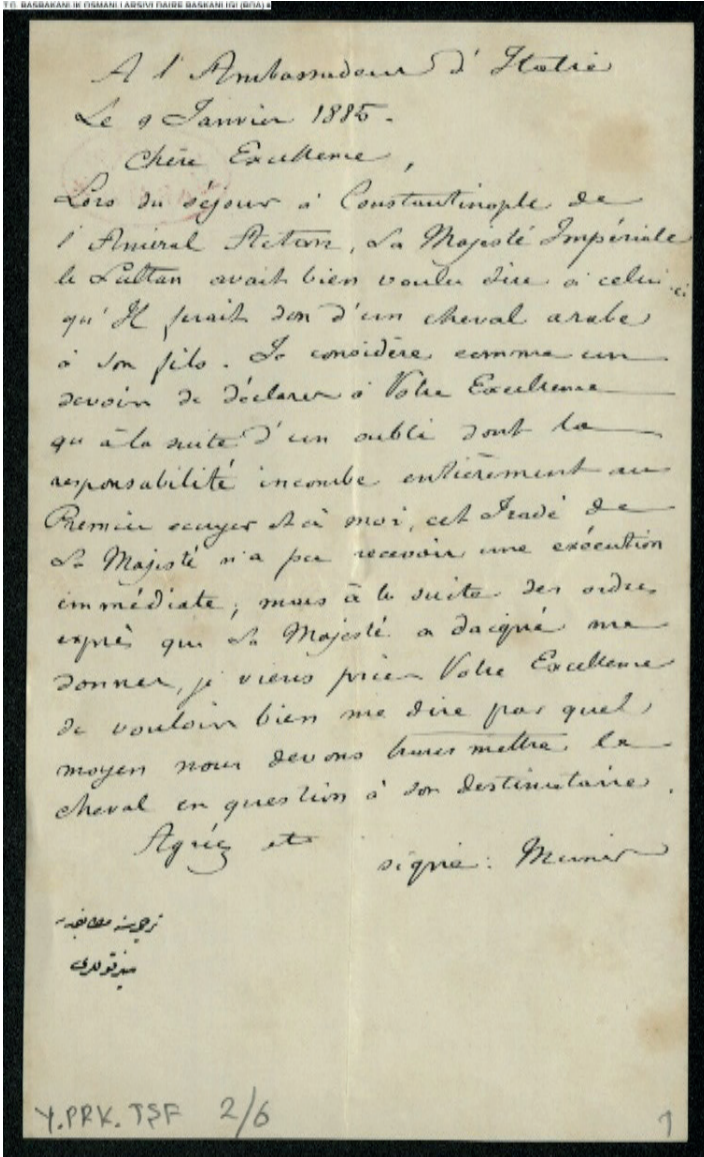 T.C. BAŞBAKANLIK OSMANLI ARŞİVİ DAİRE BAŞKANLIĞI (BOA)
A l'Ambassadeur d'Italie
Le 9 Janvier 1885.
Chère Excellence,
Lors du séjour à Constantinople de
l'Amiral Acton, Sa Majesté Impériale
le Sultan avait bien voulu dire à celui-ci
qu'Il ferait don d'un cheval arabe
à son fils. Je considère comme un
devoir de déclarer à Votre Excellence
qu'à la suite d'un oubli dont la
responsabilité incombe entièrement au
Premier écuyer et à moi, cet Iradé de
Sa Majesté n'a pu recevoir une exécution
immédiate; mais à la suite des ordres
exprès que Sa Majesté a daigné me
donner, je viens prier Votre Excellence
de vouloir bien me dire par quel
moyen nous devons transmettre le
cheval en question à son destinataire.
Agréez etc
signé: Munir
Y.PRK.TŞF 2/6
1